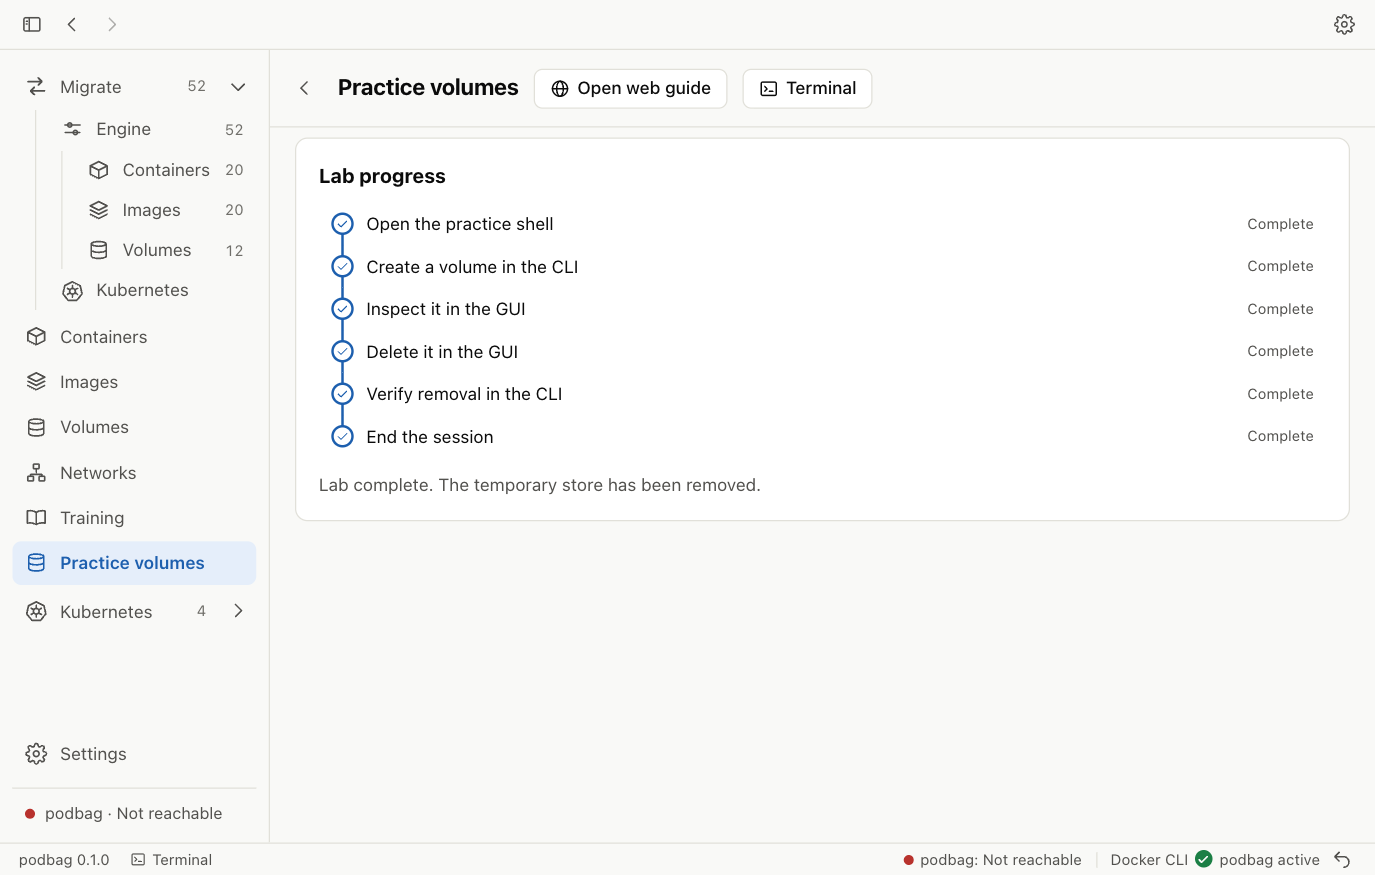 Migrate 52
Engine 52
Containers 20
Images 20
Volumes 12
Kubernetes
Containers
Images
Volumes
Networks
Training
Practice volumes
Kubernetes 4
Settings
podbag · Not reachable
Practice volumes
Open web guide
Terminal
Lab progress
Open the practice shell Complete
Create a volume in the CLI Complete
Inspect it in the GUI Complete
Delete it in the GUI Complete
Verify removal in the CLI Complete
End the session Complete
Lab complete. The temporary store has been removed.
podbag 0.1.0 Terminal podbag: Not reachable Docker CLI podbag active